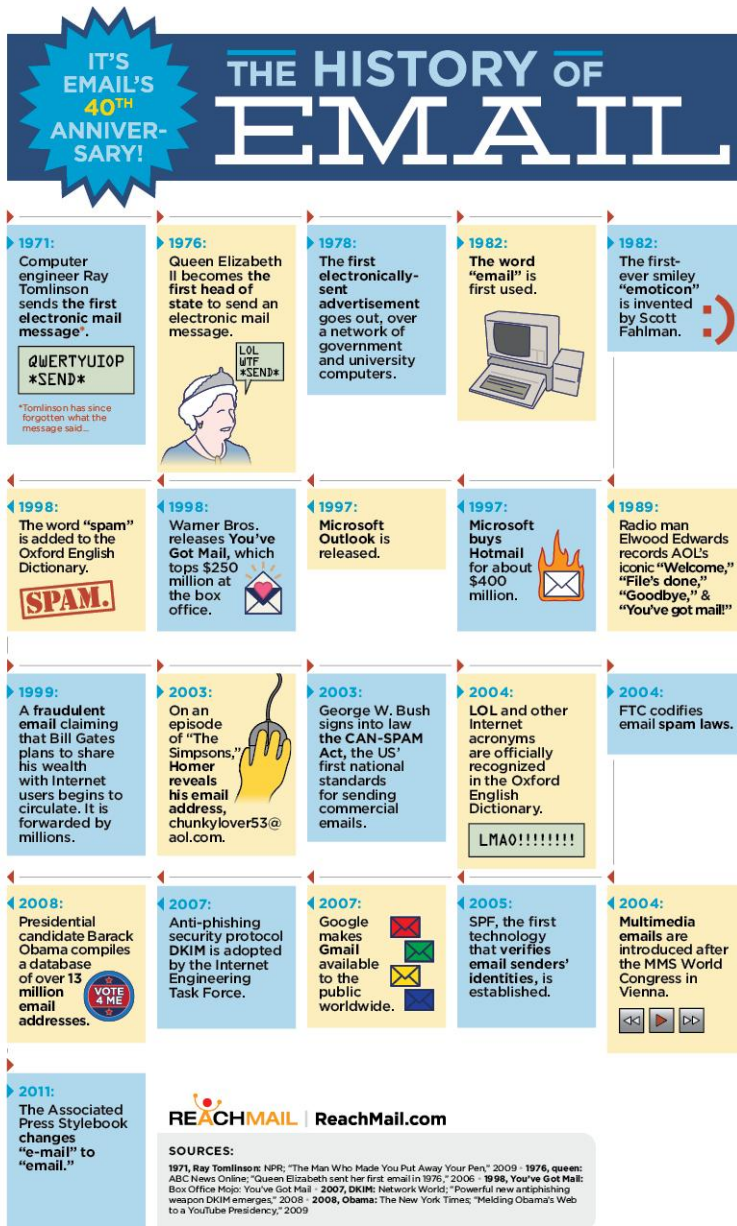 IT'S
EMAIL'S
40TH
ANNIVER-
SARY!
THE HISTORY OF
EMAIL
1971:
Computer
engineer Ray
Tomlinson
sends the first
electronic mail
message*.
QWERTYUIOP
*SEND*
*Tomlinson has since
forgotten what the
message said...
1976:
Queen Elizabeth
II becomes the
first head of
state to send an
electronic mail
message.
LOL
WTF
*SEND*
1978:
The first
electronically-
sent
advertisement
goes out, over
a network of
government
and university
computers.
1982:
The word
"email" is
first used.
1982:
The first-
ever smiley
"emoticon"
is invented
by Scott
Fahlman.
:)
1989:
Radio man
Elwood Edwards
records AOL's
iconic "Welcome,"
"File's done,"
"Goodbye," &
"You've got mail!"
1997:
Microsoft
buys
Hotmail
for about
$400
million.
1997:
Microsoft
Outlook is
released.
1998:
Warner Bros.
releases You've
Got Mail, which
tops $250
million at
the box
office.
1998:
The word "spam"
is added to the
Oxford English
Dictionary.
SPAM.
1999:
A fraudulent
email claiming
that Bill Gates
plans to share
his wealth
with Internet
users begins to
circulate. It is
forwarded by
millions.
2003:
On an
episode
of "The
Simpsons,"
Homer
reveals
his email
address,
chunkylover53@
aol.com.
2003:
George W. Bush
signs into law
the CAN-SPAM
Act, the US'
first national
standards
for sending
commercial
emails.
2004:
LOL and other
Internet
acronyms
are officially
recognized
in the Oxford
English
Dictionary.
LMAO!!!!!!!!
2004:
FTC codifies
email spam laws.
2004:
Multimedia
emails are
introduced after
the MMS World
Congress in
Vienna.
2005:
SPF, the first
technology
that verifies
email senders'
identities, is
established.
2007:
Google
makes
Gmail
available
to the
public
worldwide.
2007:
Anti-phishing
security protocol
DKIM is adopted
by the Internet
Engineering
Task Force.
2008:
Presidential
candidate Barack
Obama compiles
a database
of over 13
million
email
addresses.
VOTE
4 ME
2011:
The Associated
Press Stylebook
changes
"e-mail" to
"email."
REACHMAIL | ReachMail.com
SOURCES:
1971, Ray Tomlinson: NPR; "The Man Who Made You Put Away Your Pen," 2009 • 1976, queen:
ABC News Online; "Queen Elizabeth sent her first email in 1976," 2006 • 1998, You've Got Mail:
Box Office Mojo: You've Got Mail • 2007, DKIM: Network World; "Powerful new antiphishing
weapon DKIM emerges," 2008 • 2008, Obama: The New York Times; "Melding Obama's Web
to a YouTube Presidency," 2009